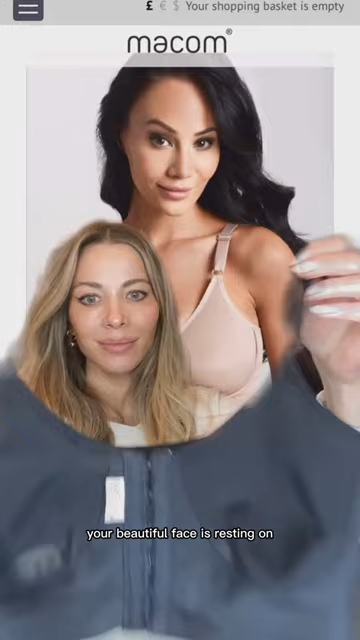 £ € $ Your shopping basket is empty
macom®
your beautiful face is resting on